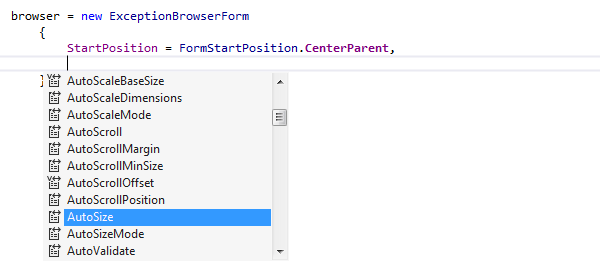 browser = new ExceptionBrowserForm
{
StartPosition = FormStartPosition.CenterParent,
}
AutoScaleBaseSize
AutoScaleDimensions
AutoScaleMode
AutoScroll
AutoScrollMargin
AutoScrollMinSize
AutoScrollOffset
AutoScrollPosition
AutoSize
AutoSizeMode
AutoValidate